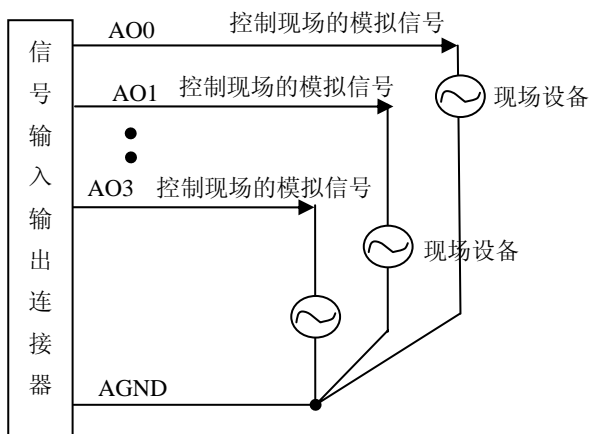 信号输入输出连接器
AO0 控制现场的模拟信号
现场设备
AO1 控制现场的模拟信号
AO3 控制现场的模拟信号
现场设备
AGND